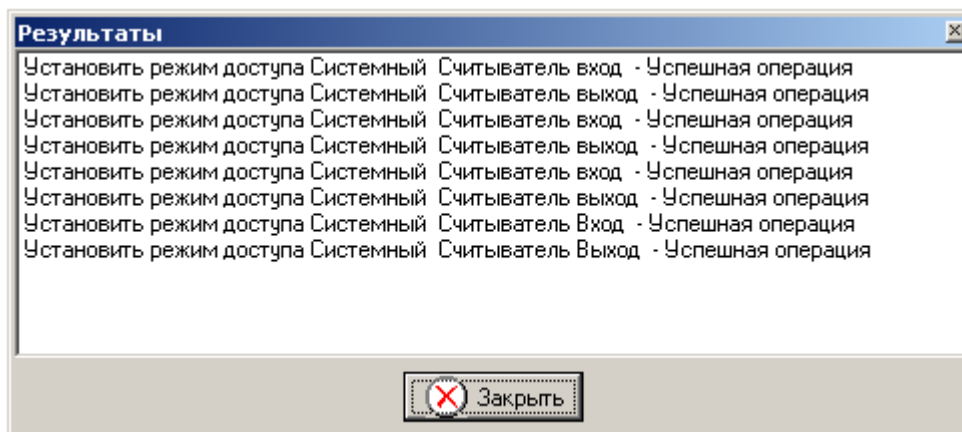 Результаты
Установить режим доступа Системный  Считыватель вход  - Успешная операция
Установить режим доступа Системный  Считыватель выход  - Успешная операция
Установить режим доступа Системный  Считыватель вход  - Успешная операция
Установить режим доступа Системный  Считыватель выход  - Успешная операция
Установить режим доступа Системный  Считыватель вход  - Успешная операция
Установить режим доступа Системный  Считыватель выход  - Успешная операция
Установить режим доступа Системный  Считыватель Вход  - Успешная операция
Установить режим доступа Системный  Считыватель Выход  - Успешная операция
Закрыть